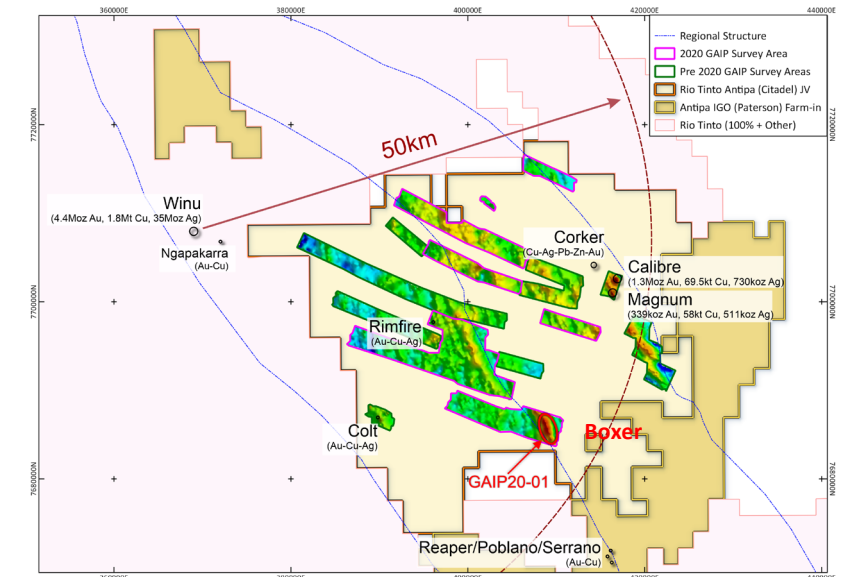 360000E 380000E 400000E 420000E 440000E
Regional Structure
2020 GAIP Survey Area
Pre 2020 GAIP Survey Areas
Rio Tinto Antipa (Citadel) JV
Antipa IGO (Paterson) Farm-in
Rio Tinto (100% + Other)
7720000N
7720000N
50km
Winu
(4.4Moz Au, 1.8Mt Cu, 35Moz Ag)
Ngapakarra
(Au-Cu)
Corker
(Cu-Ag-Pb-Zn-Au)
Calibre
(1.3Moz Au, 69.5kt Cu, 730koz Ag)
Magnum
(339koz Au, 58kt Cu, 511koz Ag)
7700000N
7700000N
Rimfire
(Au-Cu-Ag)
Colt
(Au-Cu-Ag)
Boxer
GAIP20-01
7680000N
7680000N
Reaper/Poblano/Serrano
(Au-Cu)